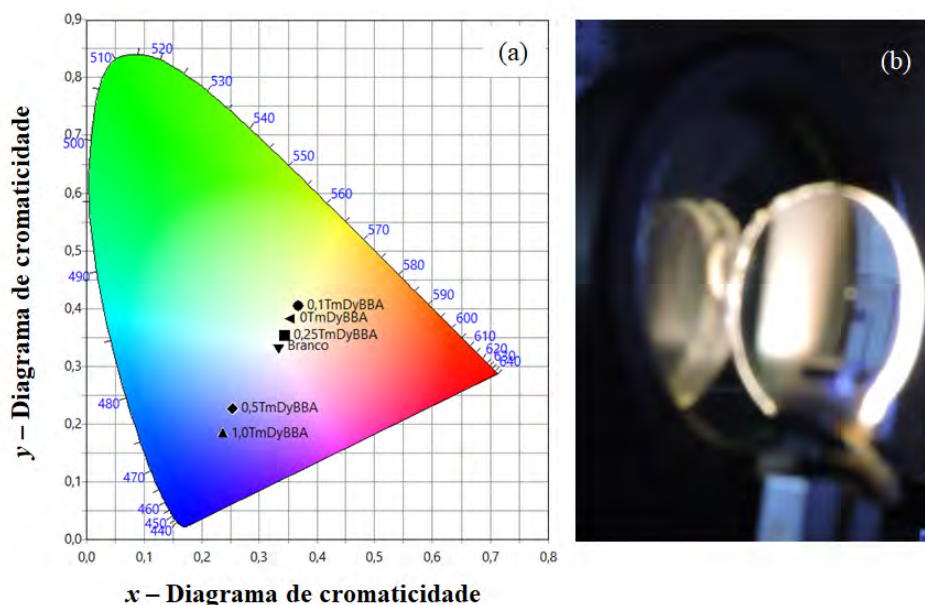 (a)
0,9
0,8
0,7
0,6
0,5
0,4
0,3
0,2
0,1
0,0
y – Diagrama de cromaticidade
510
520
530
540
550
560
570
580
590
600
610
620
630
640
500
490
480
470
460
450
440
0,1TmDyBBA
0TmDyBBA
0,25TmDyBBA
Branco
0,5TmDyBBA
1,0TmDyBBA
0,0 0,1 0,2 0,3 0,4 0,5 0,6 0,7 0,8
x – Diagrama de cromaticidade
(b)